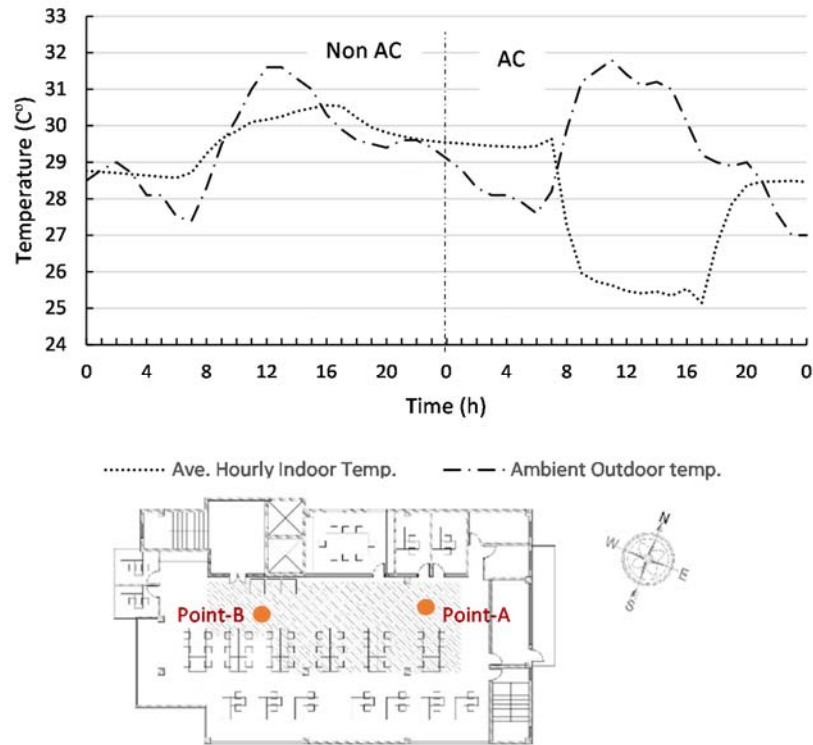 33
32
31
30
29
28
27
26
25
24
Temperature (C⁰)
Non AC
AC
0 4 8 12 16 20 0 4 8 12 16 20 0
Time (h)
Ave. Hourly Indoor Temp.
Ambient Outdoor temp.
Point-B
Point-A
N
W
E
S